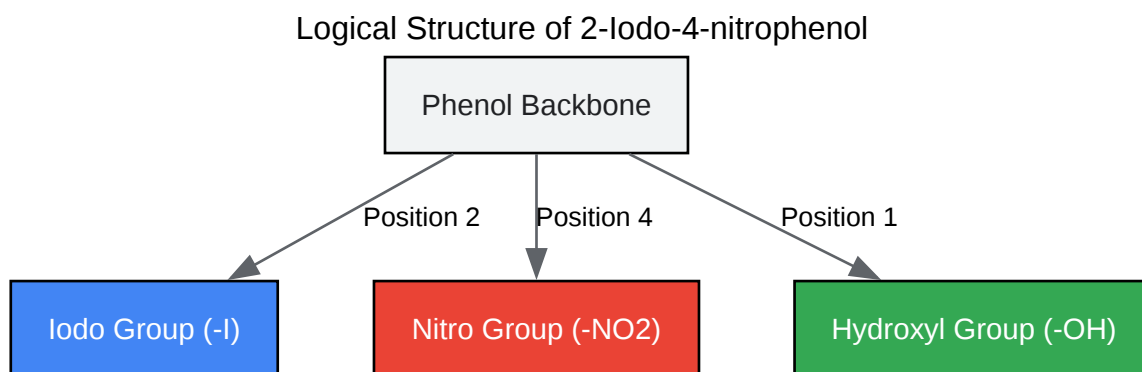 Logical Structure of 2-Iodo-4-nitrophenol
Phenol Backbone
Position 2
Position 4
Position 1
Iodo Group (-I)
Nitro Group (-NO2)
Hydroxyl Group (-OH)